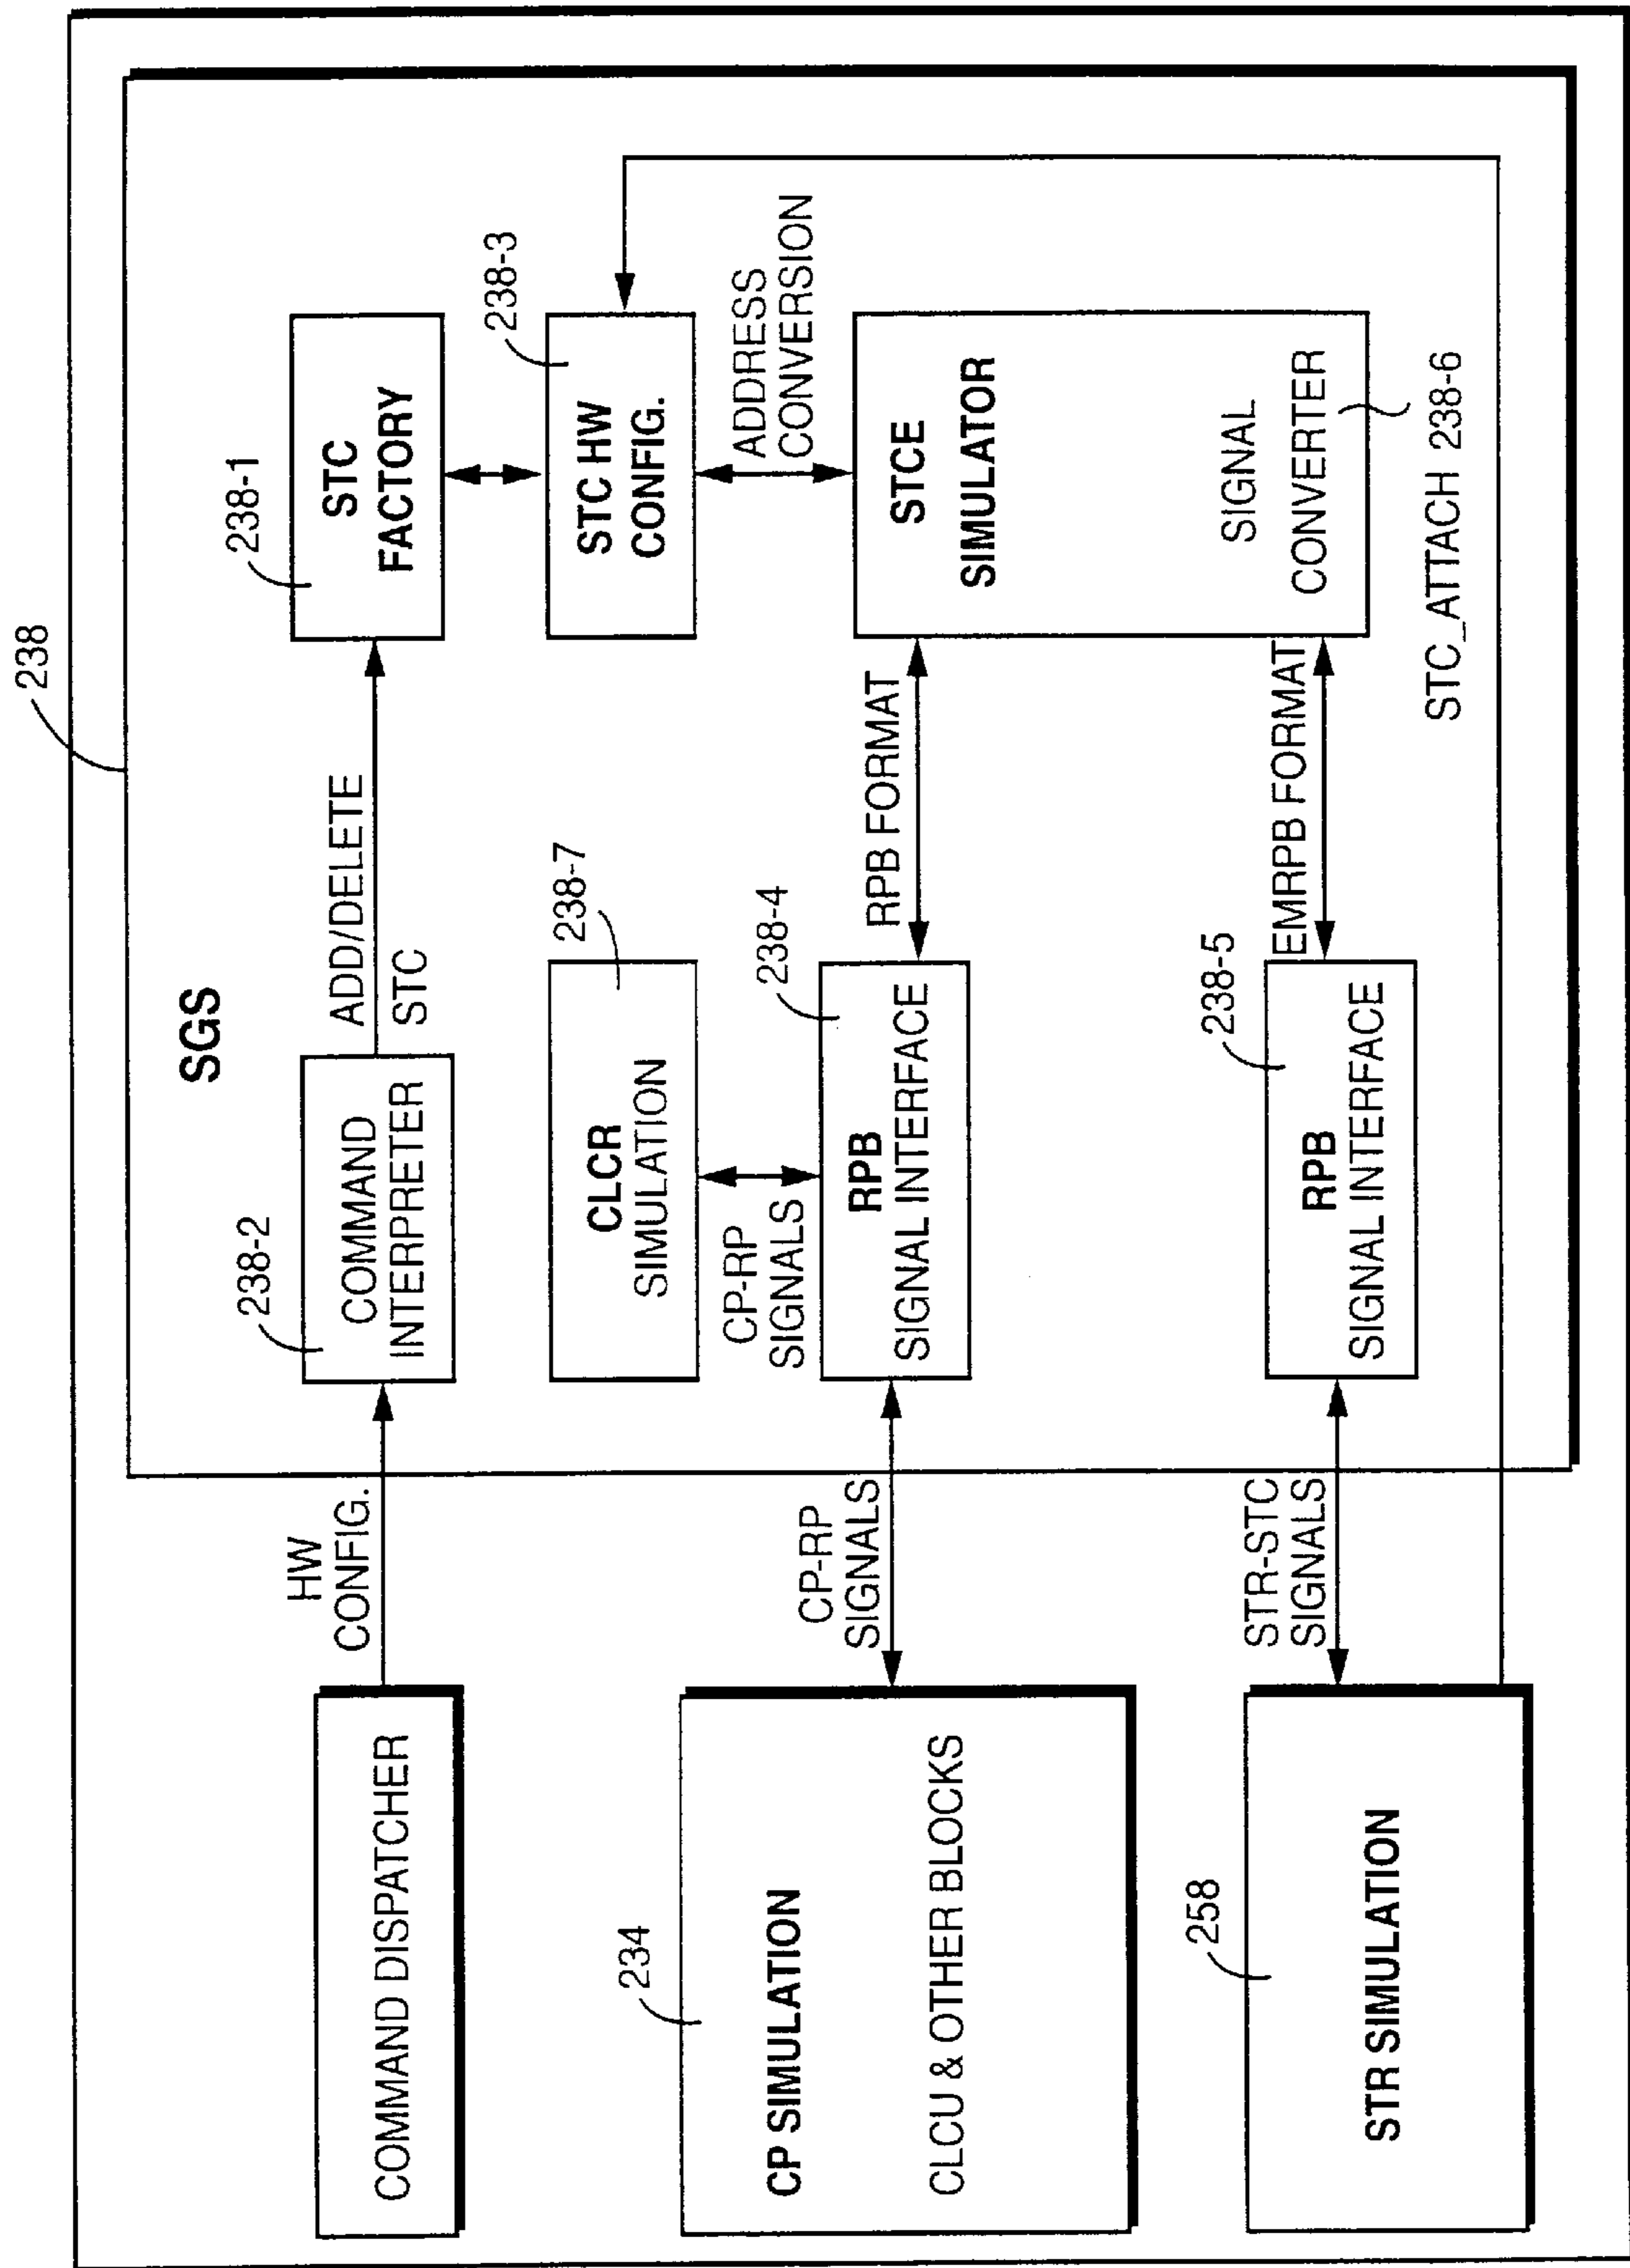 238
SGS
238-2
COMMAND
INTERPRETER
ADD/DELETE
STC
238-1
STC
FACTORY
HW
CONFIG.
COMMAND DISPATCHER
238-7
CLCR
SIMULATION
238-3
STC HW
CONFIG.
CP-RP
SIGNALS
ADDRESS
CONVERSION
234
CP SIMULATION
CLCU & OTHER BLOCKS
CP-RP
SIGNALS
238-4
RPB
SIGNAL INTERFACE
RPB FORMAT
STCE
SIMULATOR
SIGNAL
CONVERTER
258
STR SIMULATION
STR-STC
SIGNALS
238-5
RPB
SIGNAL INTERFACE
EMRPB FORMAT
STC_ATTACH 238-6